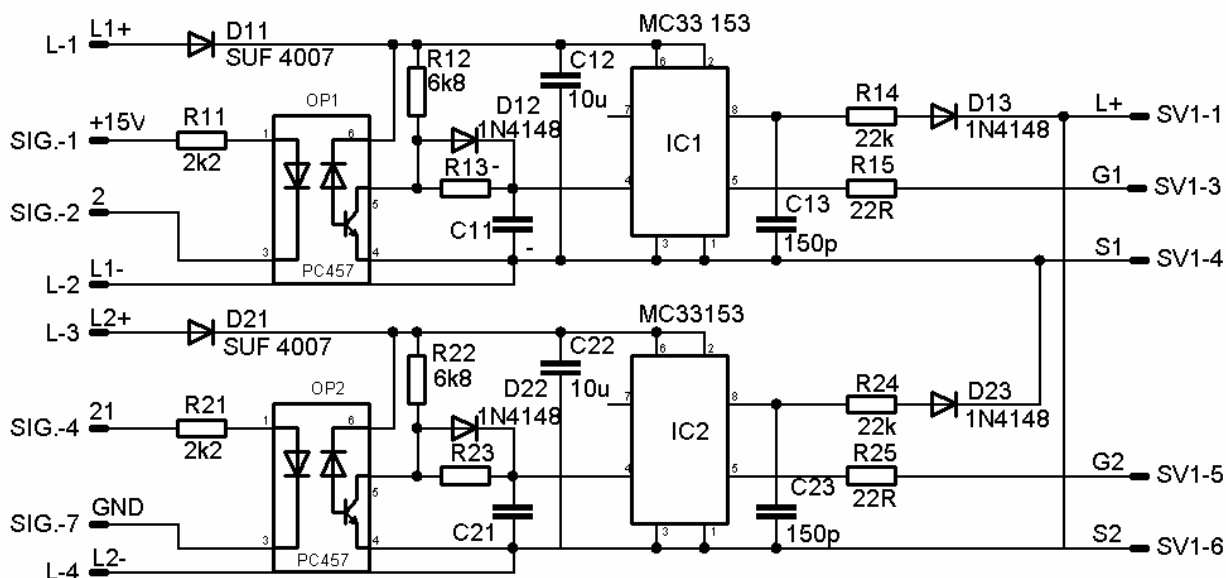 MC33 153
L-1 L1+ D11 L+ SV1-1
SUF 4007
R12
6k8
C12
10u
6 2
OP1
D12
1N4148
7 8
R14
22k
D13
1N4148
SIG.-1 +15V R11
2k2
1 6
IC1
R13 -
R15
22R
G1 SV1-3
4 5
SIG.-2 2
5
C11
-
C13
150p
3 4
3 1
S1 SV1-4
PC457
L-2 L1-
MC33153
L-3 L2+ D21
SUF 4007
R22
6k8
C22
10u
6 2
OP2
D22
1N4148
7 8
R24
22k
D23
1N4148
SIG.-4 21 R21
2k2
1 6
IC2
R23
R25
22R
G2 SV1-5
4 5
5
SIG.-7 GND
C21
C23
150p
3 4
3 1
S2 SV1-6
PC457
L-4 L2-